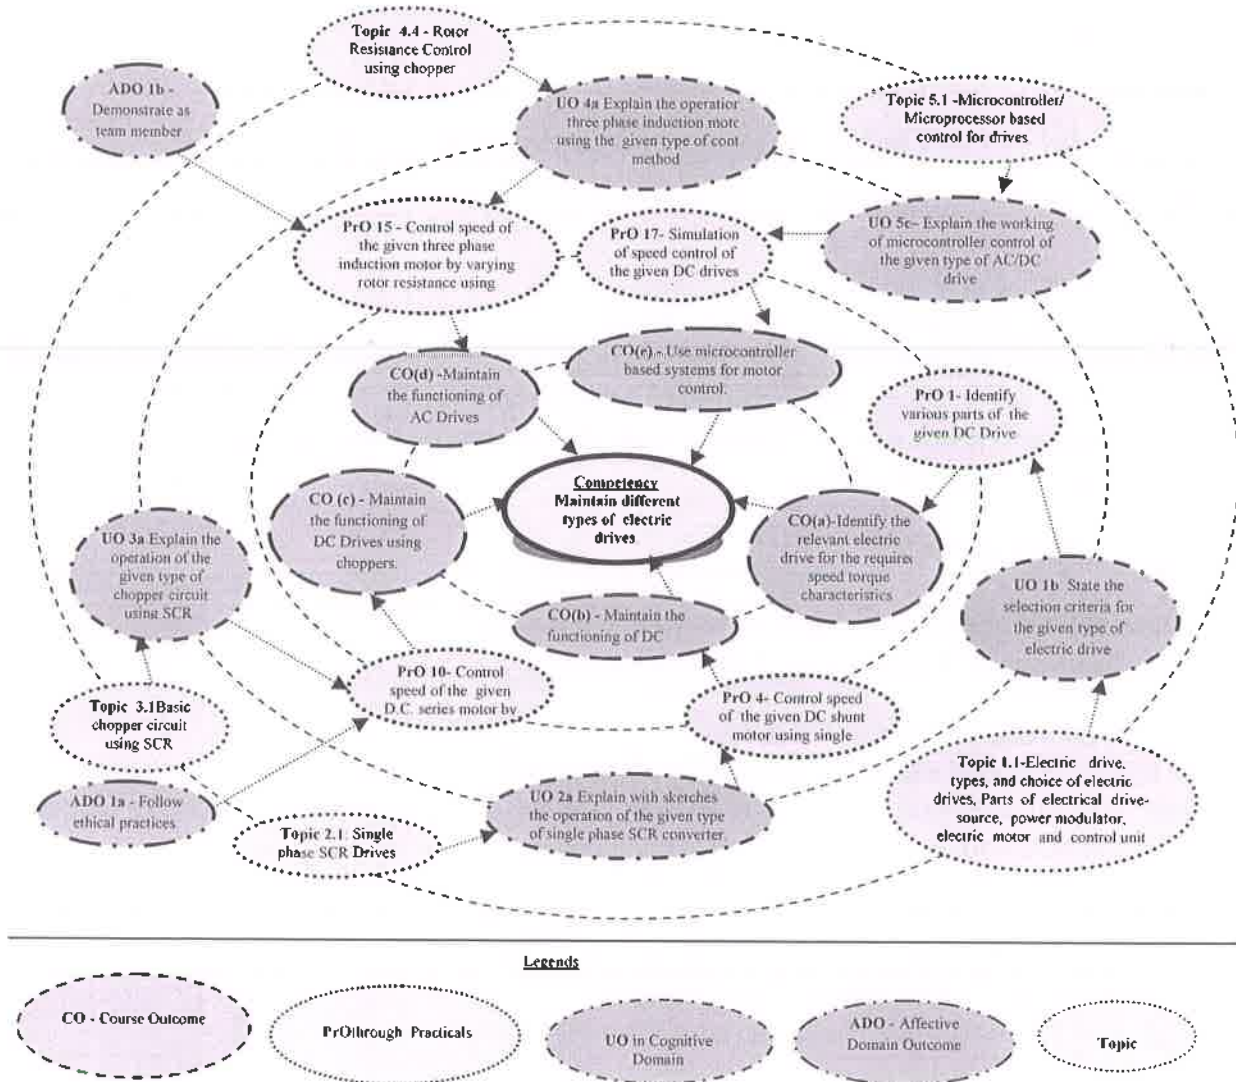 Topic 4.4 - Rotor
Resistance Control
using chopper
ADO 1b -
Demonstrate as
team member
UO 4a Explain the operation
three phase induction motc
using the given type of cont
method
Topic 5.1 -Microcontroller/
Microprocessor based
control for drives
PrO 15 - Control speed of
the given three phase
induction motor by varying
rotor resistance using
PrO 17- Simulation
of speed control of
the given DC drives
UO 5c- Explain the working
of microcontroller control of
the given type of AC/DC
drive
CO(d) -Maintain
the functioning of
AC Drives
CO(e) - Use microcontroller
based systems for motor
control.
PrO 1- Identify
various parts of the
given DC Drive
CO (c) - Maintain
the functioning of
DC Drives using
choppers.
Competency
Maintain different
types of electric
drives
CO(a)-Identify the
relevant electric
drive for the requires
speed torque
characteristics
UO 3a Explain the
operation of the
given type of
chopper circuit
using SCR
UO 1b State the
selection criteria for
the given type of
electric drive
CO(b) - Maintain the
functioning of DC
PrO 10- Control
speed of the given
D.C. series motor by
PrO 4- Control speed
of the given DC shunt
motor using single
Topic 3.1Basic
chopper circuit
using SCR
Topic 1.1-Electric drive,
types, and choice of electric
drives, Parts of electrical drive-
source, power modulator,
electric motor and control unit
ADO 1a - Follow
ethical practices
UO 2a Explain with sketches
the operation of the given type
of single phase SCR converter
Topic 2.1. Single
phase SCR Drives
Legends
CO - Course Outcome
PrOthrough Practicals
UO in Cognitive
Domain
ADO - Affective
Domain Outcome
Topic